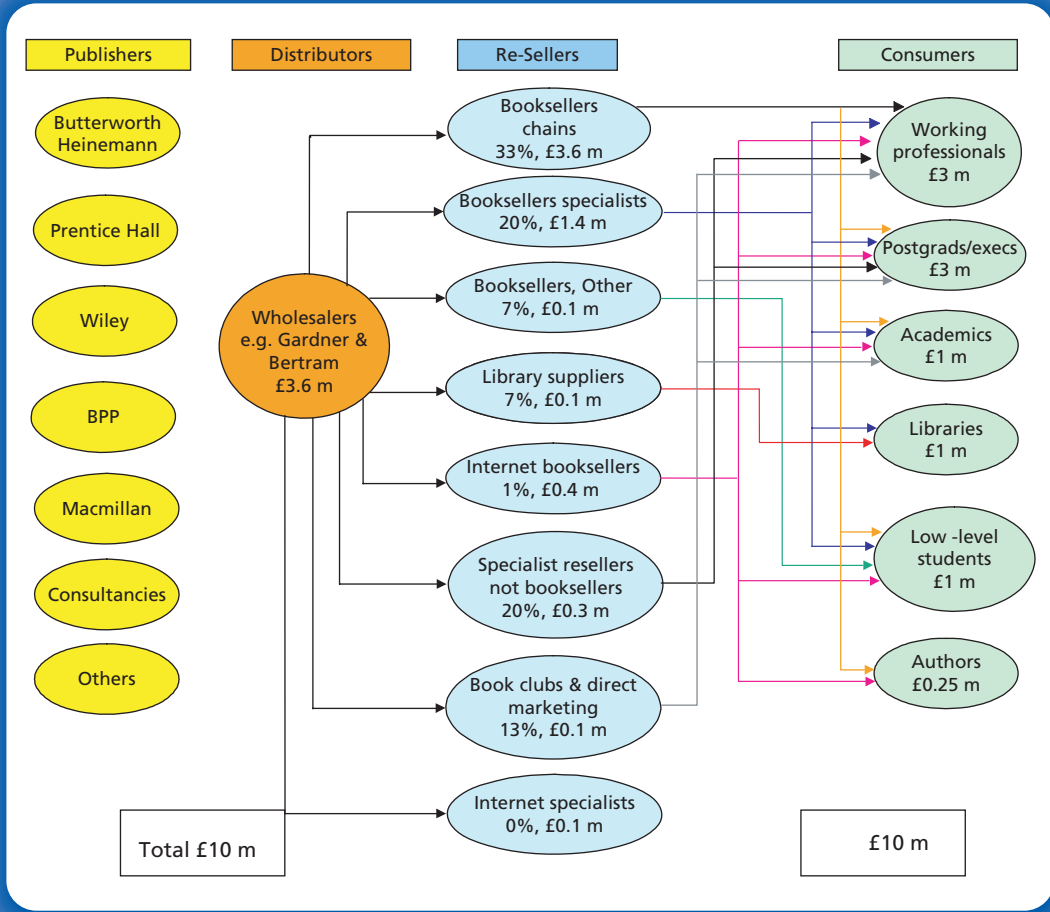 Publishers
Distributors
Re-Sellers
Consumers
Butterworth
Heinemann
Prentice Hall
Wiley
BPP
Macmillan
Consultancies
Others
Wholesalers
e.g. Gardner &
Bertram
£3.6 m
Booksellers
chains
33%, £3.6 m
Booksellers specialists
20%, £1.4 m
Booksellers, Other
7%, £0.1 m
Library suppliers
7%, £0.1 m
Internet booksellers
1%, £0.4 m
Specialist resellers
not booksellers
20%, £0.3 m
Book clubs & direct
marketing
13%, £0.1 m
Internet specialists
0%, £0.1 m
Working
professionals
£3 m
Postgrads/execs
£3 m
Academics
£1 m
Libraries
£1 m
Low -level
students
£1 m
Authors
£0.25 m
Total £10 m
£10 m